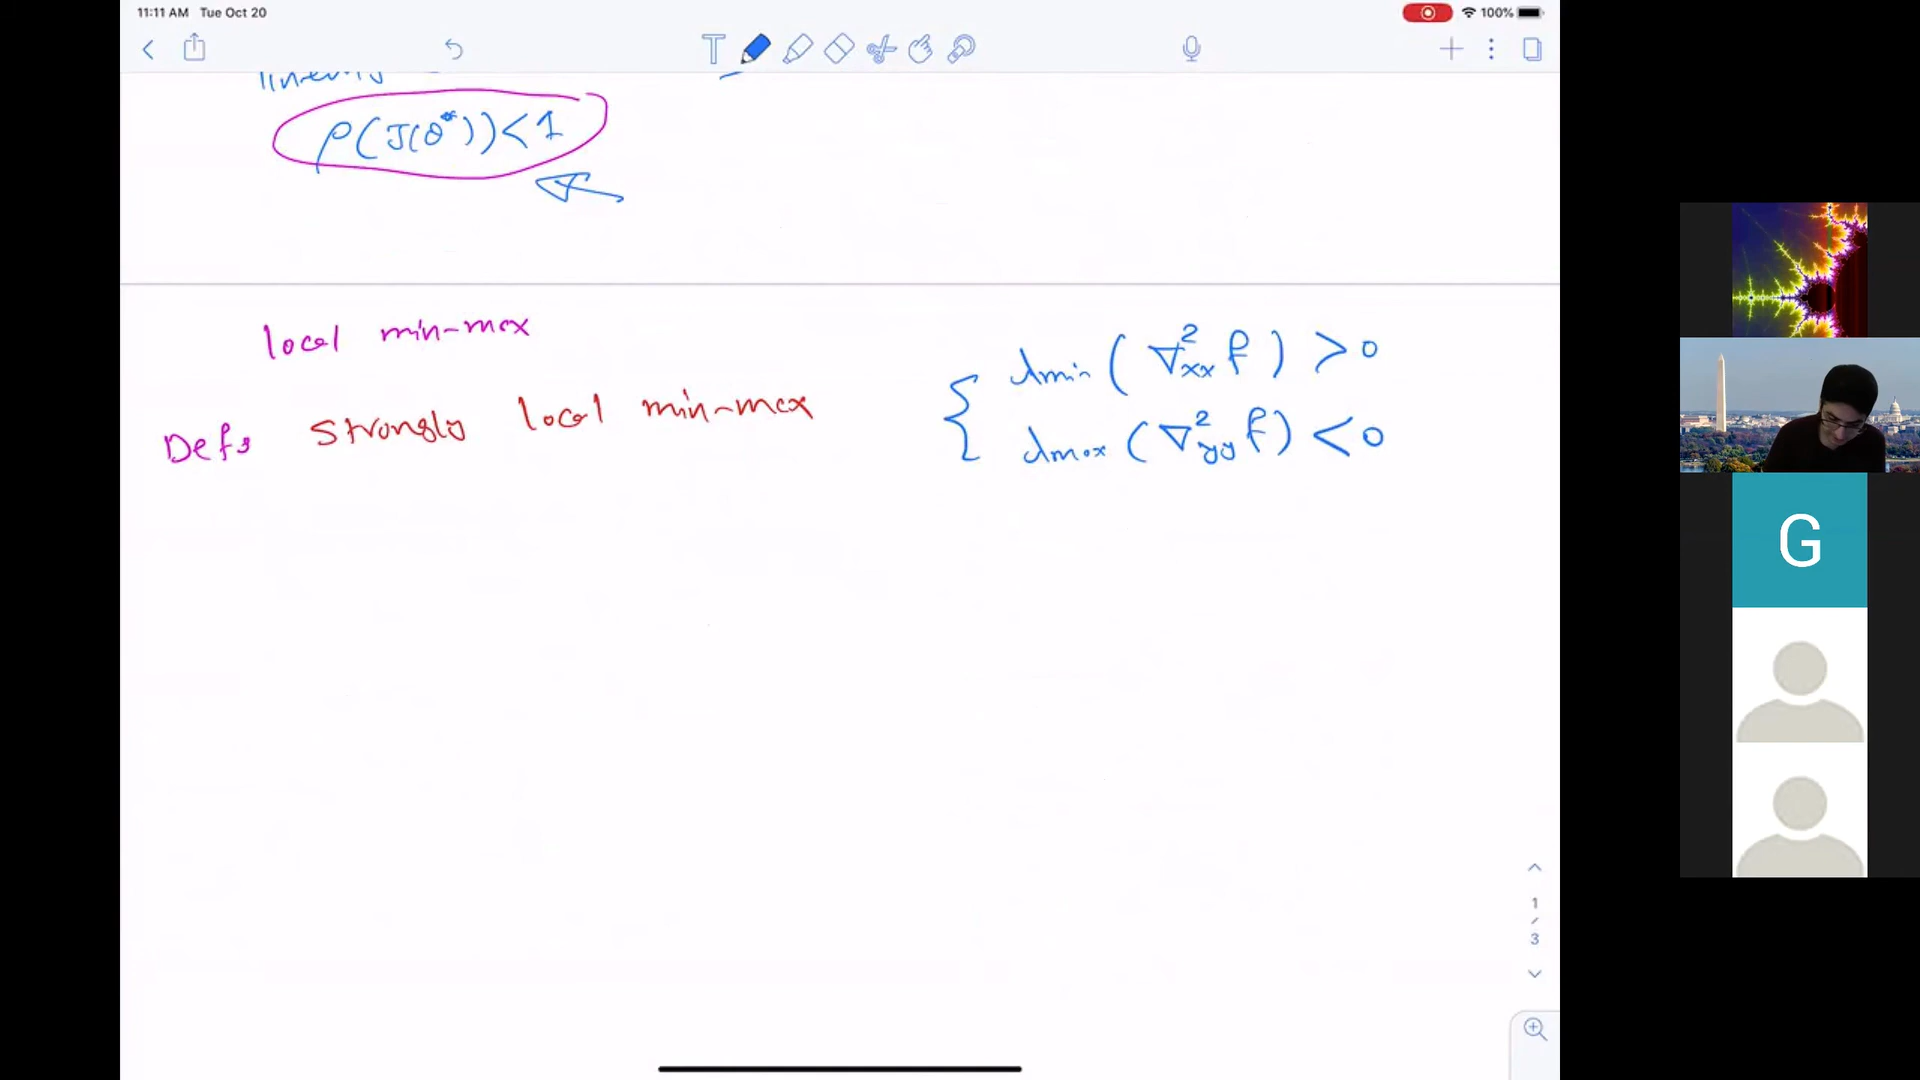 11:11 AM Tue Oct 20
100%
T
ρ(J(θ*))<1
local min-max
λmin ( ∇²xx f ) > 0
Def: Strongly local min-max
λmax ( ∇²yy f ) < 0
G
1
/
3